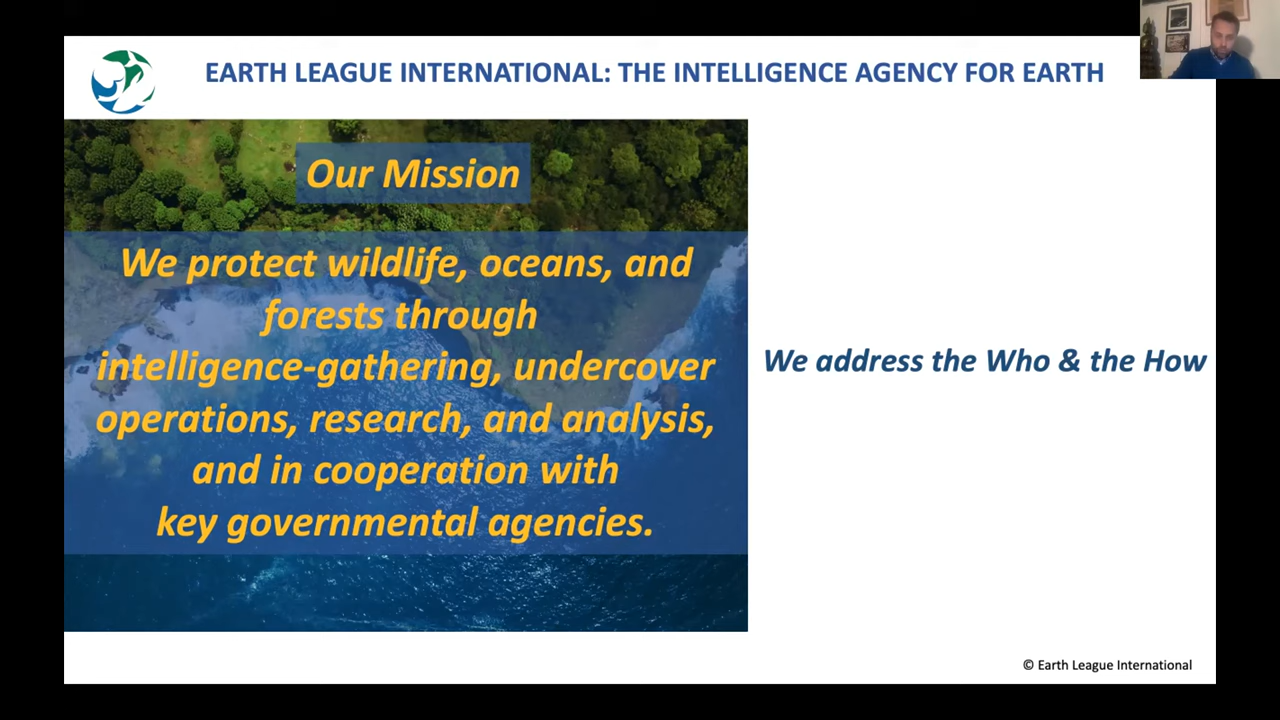 EARTH LEAGUE INTERNATIONAL: THE INTELLIGENCE AGENCY FOR EARTH
Our Mission
We protect wildlife, oceans, and
forests through
intelligence-gathering, undercover
operations, research, and analysis,
and in cooperation with
key governmental agencies.
We address the Who & the How
© Earth League International